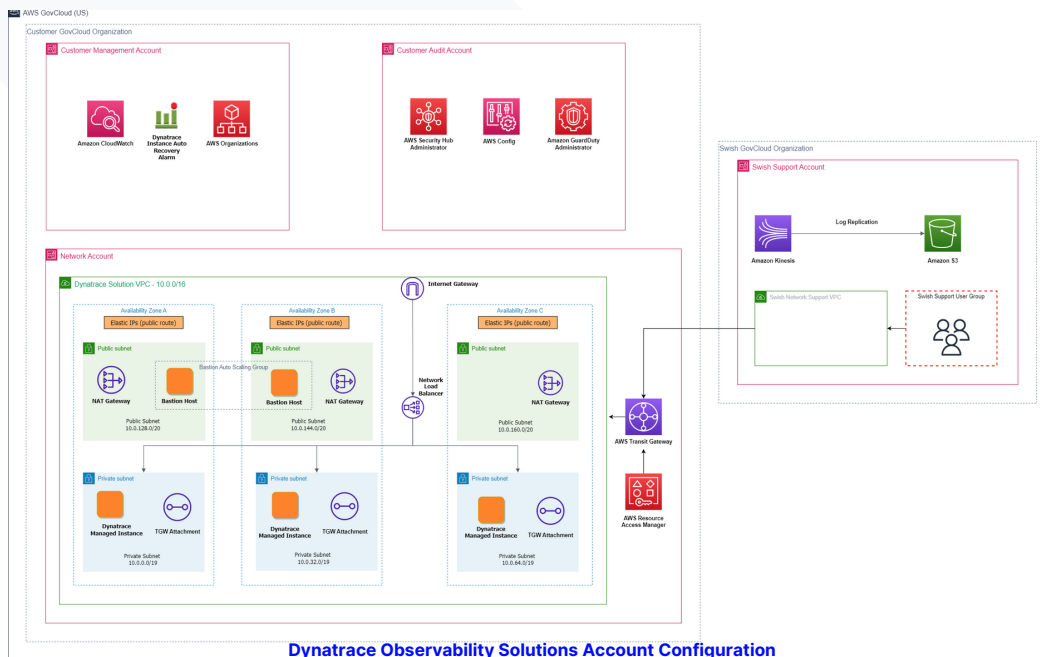 AWS GovCloud (US)
Customer GovCloud Organization
Customer Management Account
Amazon CloudWatch
Dynatrace
Instance Auto
Recovery
Alarm
AWS Organizations
Customer Audit Account
AWS Security Hub
Administrator
AWS Config
Amazon GuardDuty
Administrator
Swish GovCloud Organization
Swish Support Account
Amazon Kinesis
Log Replication
Amazon S3
Swish Network Support VPC
Swish Support User Group
Network Account
Dynatrace Solution VPC - 10.0.0/16
Internet Gateway
Availability Zone A
Elastic IPs (public route)
Availability Zone B
Elastic IPs (public route)
Availability Zone C
Elastic IPs (public route)
Public subnet
Public subnet
Public subnet
Bastion Auto Scaling Group
NAT Gateway
Bastion Host
Bastion Host
NAT Gateway
Network
Load
Balancer
NAT Gateway
Public Subnet
10.0.128.0/20
Public Subnet
10.0.144.0/20
Public Subnet
10.0.160.0/20
AWS Transit Gateway
Private subnet
Private subnet
Private subnet
Dynatrace
Managed Instance
TGW Attachment
Dynatrace
Managed Instance
TGW Attachment
Dynatrace
Managed Instance
TGW Attachment
AWS Resource
Access Manager
Private Subnet
10.0.0.0/19
Private Subnet
10.0.32.0/19
Private Subnet
10.0.64.0/19
Dynatrace Observability Solutions Account Configuration